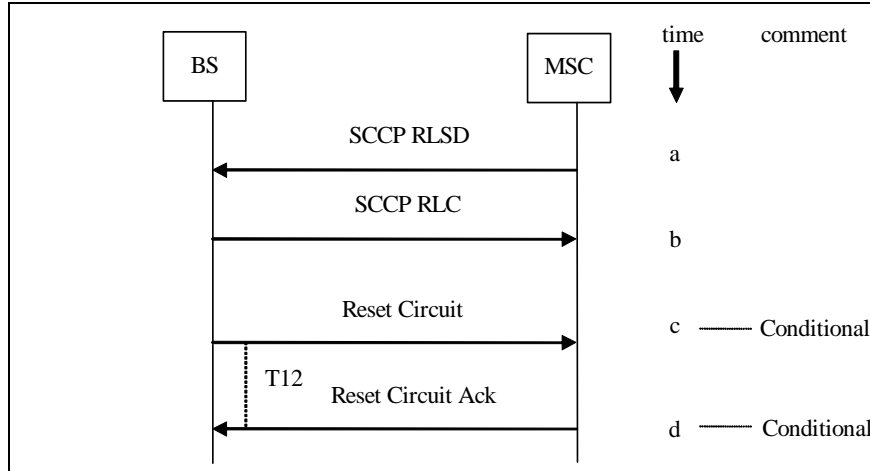 time comment
BS MSC
SCCP RLSD
a
SCCP RLC
b
Reset Circuit
c Conditional
T12
Reset Circuit Ack
d Conditional